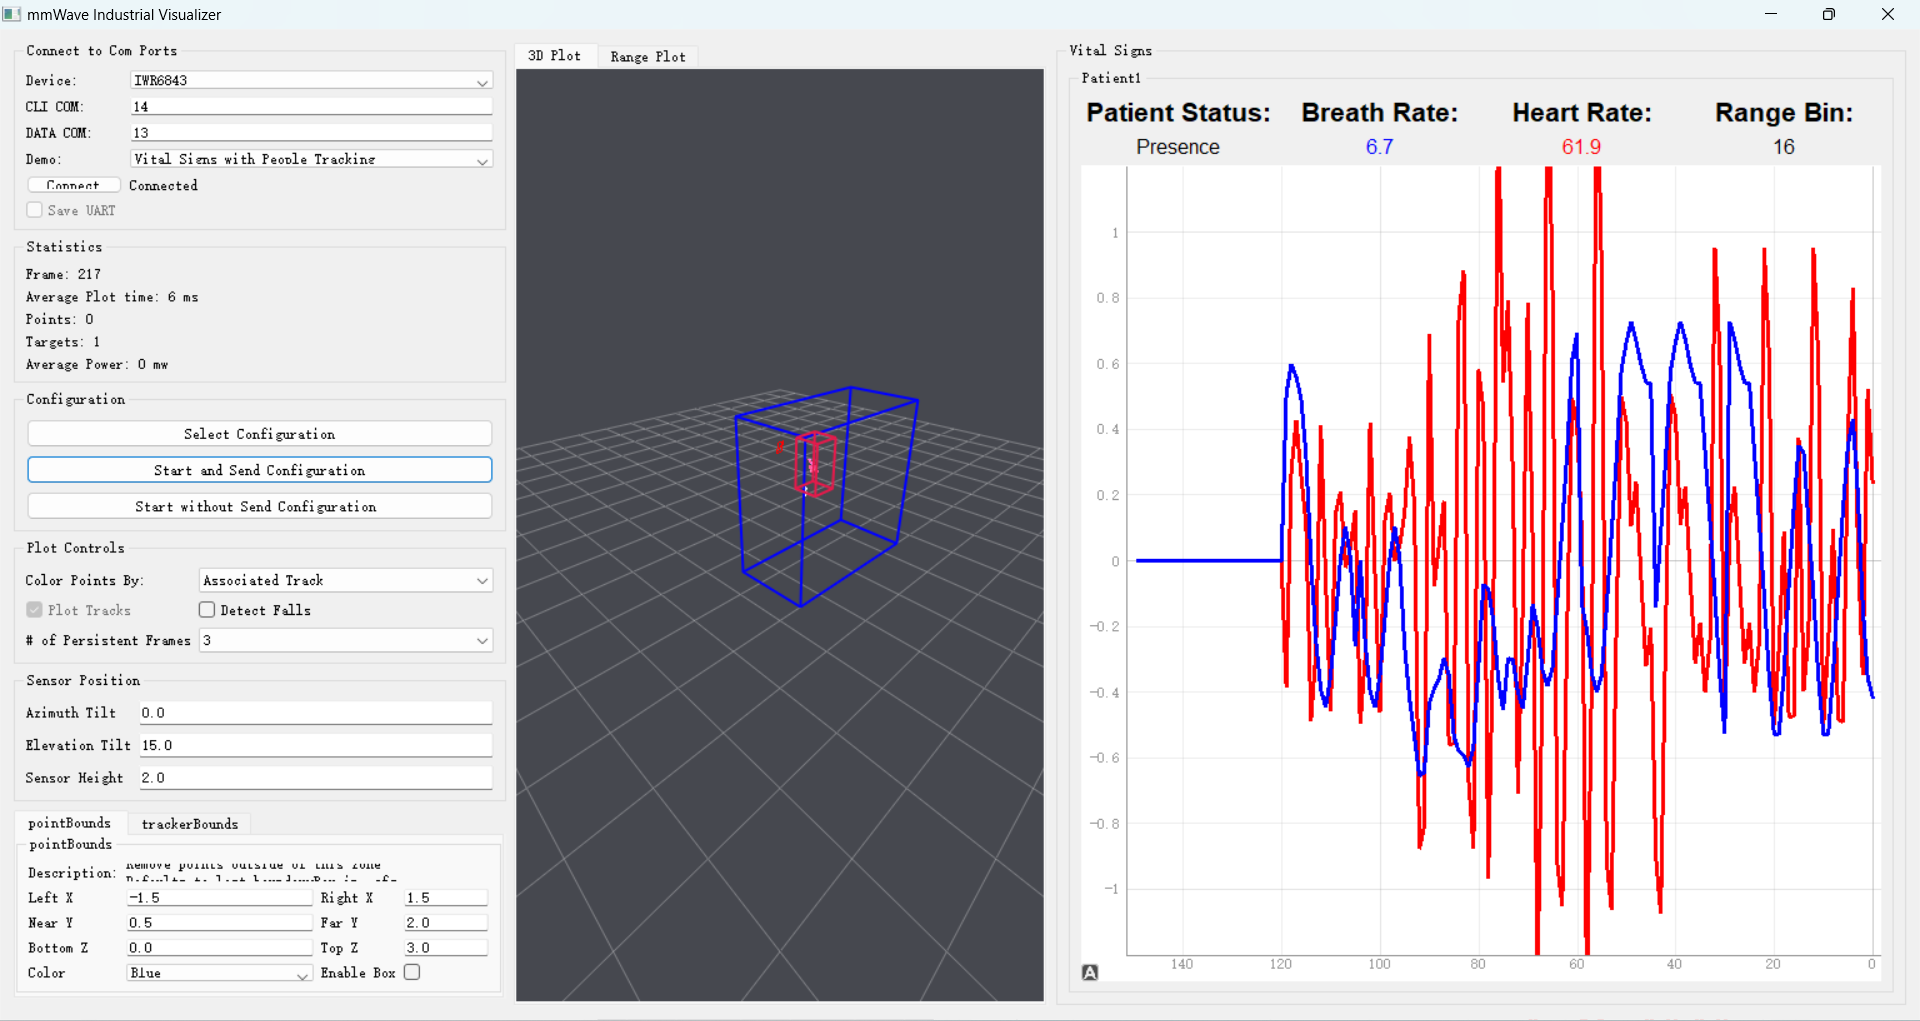 mmWave Industrial Visualizer
Connect to Com Ports
Device: IWR6843
CLI COM: 14
DATA COM: 13
Demo: Vital Signs with People Tracking
Connect Connected
Save UART
Statistics
Frame: 217
Average Plot time: 6 ms
Points: 0
Targets: 1
Average Power: 0 mw
Configuration
Select Configuration
Start and Send Configuration
Start without Send Configuration
Plot Controls
Color Points By: Associated Track
Plot Tracks Detect Falls
# of Persistent Frames 3
Sensor Position
Azimuth Tilt 0.0
Elevation Tilt 15.0
Sensor Height 2.0
pointBounds trackerBounds
pointBounds
Description: Remove points outside of this zone
Left X -1.5 Right X 1.5
Near Y 0.5 Far Y 2.0
Bottom Z 0.0 Top Z 3.0
Color Blue Enable Box
3D Plot Range Plot
Vital Signs
Patient1
Patient Status: Breath Rate: Heart Rate: Range Bin:
Presence 6.7 61.9 16
1
0.8
0.6
0.4
0.2
0
-0.2
-0.4
-0.6
-0.8
-1
140 120 100 80 60 40 20 0
A